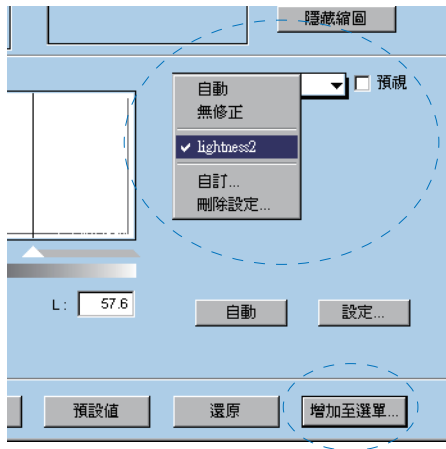 隱藏縮圖
自動
無修正
✓ lightness2
自訂...
刪除設定...
預視
L: 57.6
自動
設定...
預設值
還原
增加至選單...